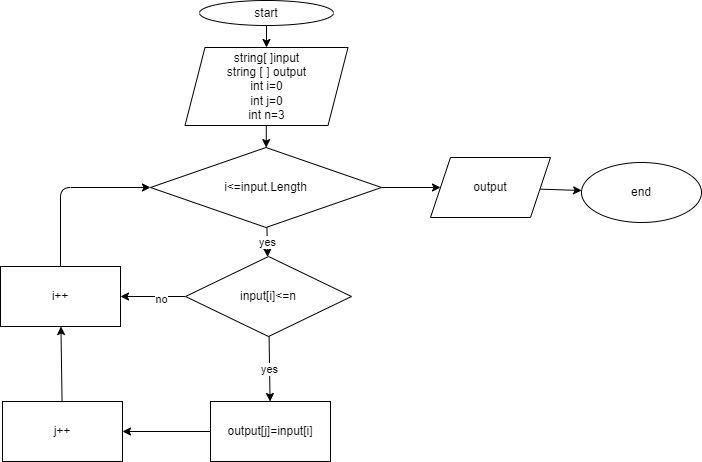 start
string[ ]input
string [ ] output
int i=0
int j=0
int n=3
i<=input.Length
output
end
yes
i++
no
input[i]<=n
yes
j++
output[j]=input[i]